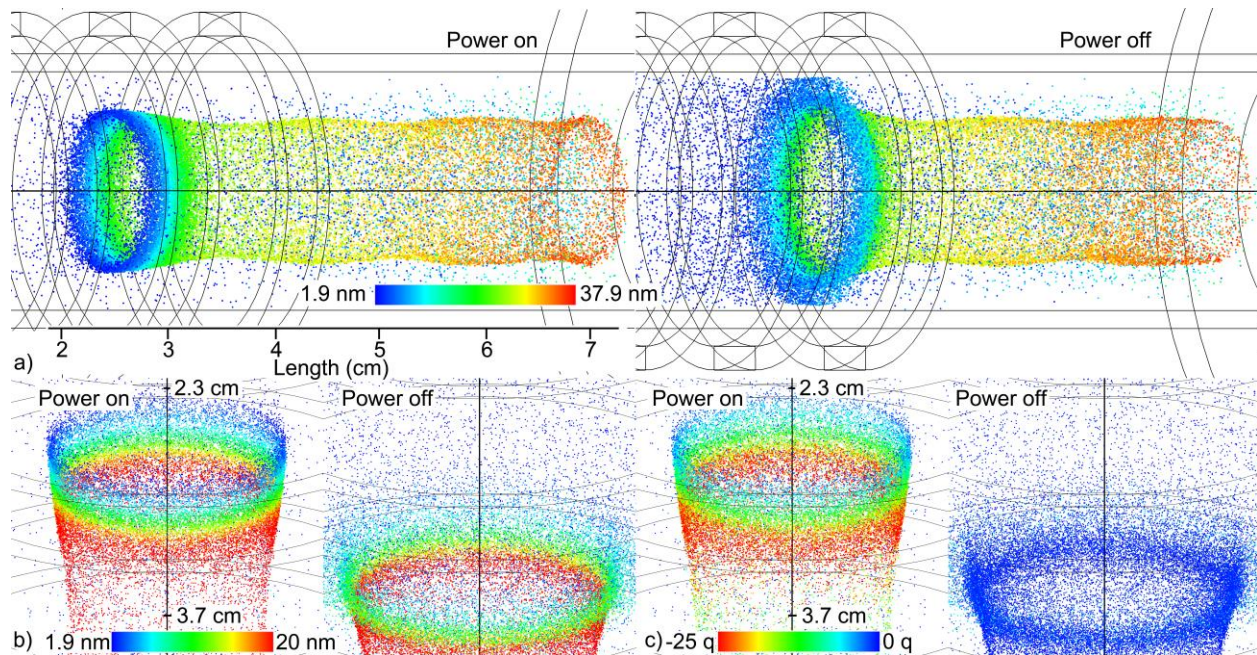 Power on
Power off
1.9 nm 37.9 nm
2 3 4 5 6 7
a) Length (cm)
Power on 2.3 cm Power off
Power on 2.3 cm Power off
3.7 cm
3.7 cm
b) 1.9 nm 20 nm
c) -25 q 0 q